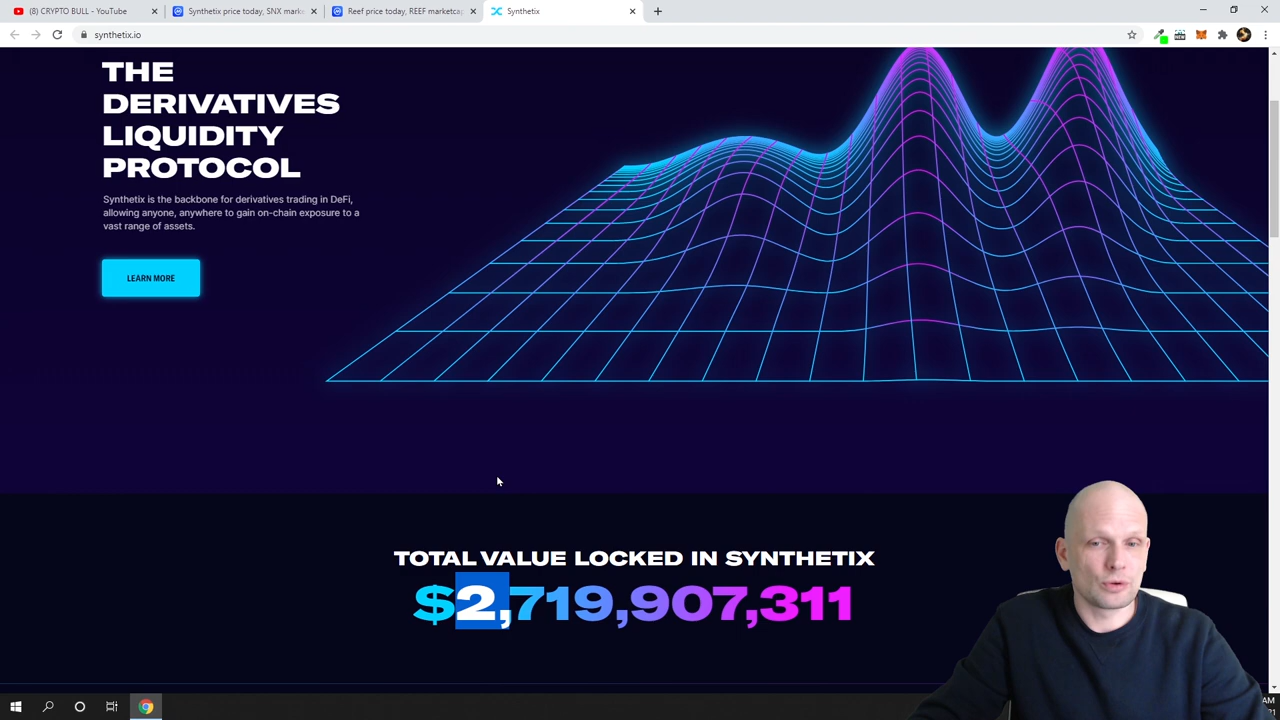 (8) CRYPTO BULL - YouTube
Synthetix price today, SNX mark
Reef price today, REEF marketca
Synthetix
synthetix.io
THE
DERIVATIVES
LIQUIDITY
PROTOCOL
Synthetix is the backbone for derivatives trading in DeFi,
allowing anyone, anywhere to gain on-chain exposure to a
vast range of assets.
LEARN MORE
TOTAL VALUE LOCKED IN SYNTHETIX
$2,719,907,311
AM